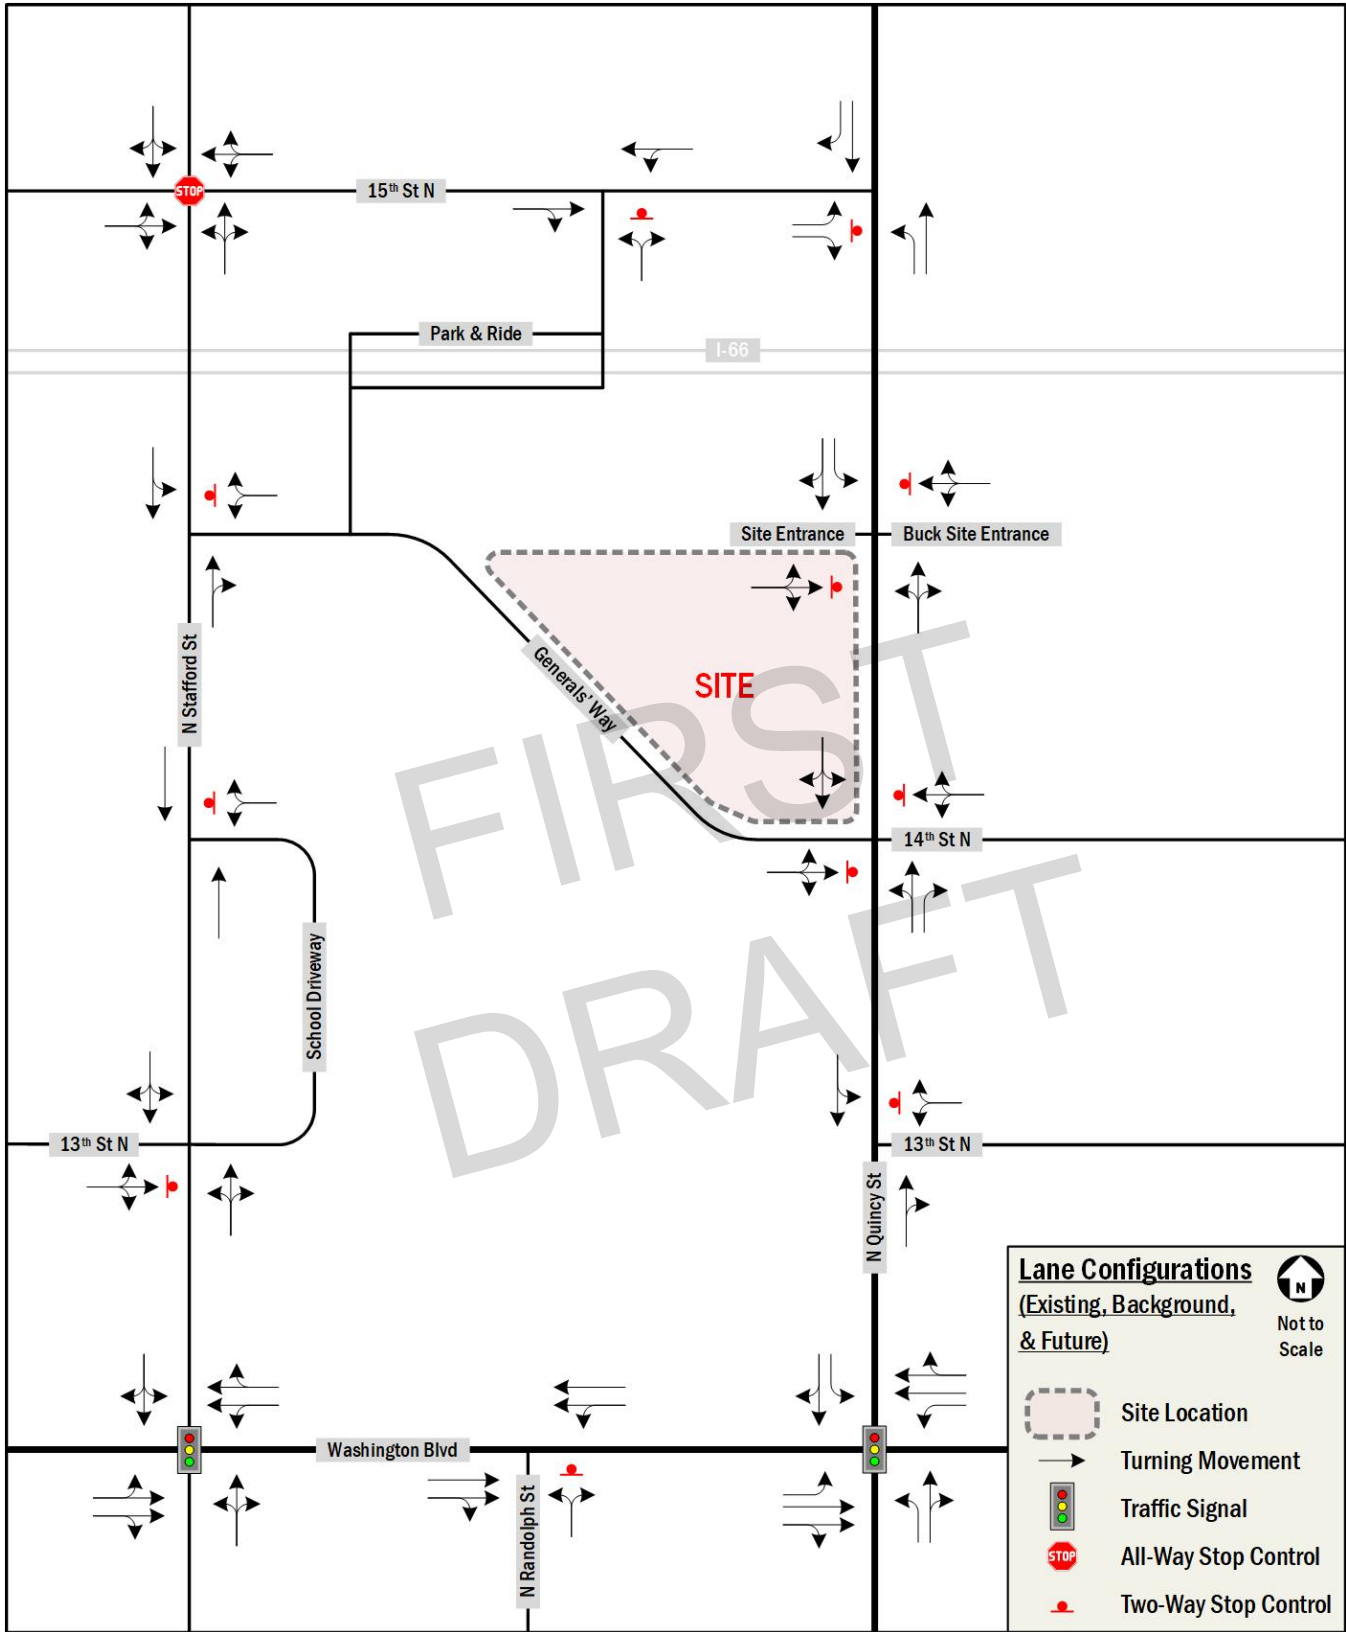 15th St N
STOP
Park & Ride
I-66
Site Entrance
Buck Site Entrance
N Stafford St
Generals' Way
SITE
FIRST
DRAFT
14th St N
School Driveway
13th St N
13th St N
N Quincy St
Washington Blvd
N Randolph St
Lane Configurations
(Existing, Background,
& Future)
N
Not to
Scale
Site Location
Turning Movement
Traffic Signal
STOP
All-Way Stop Control
Two-Way Stop Control